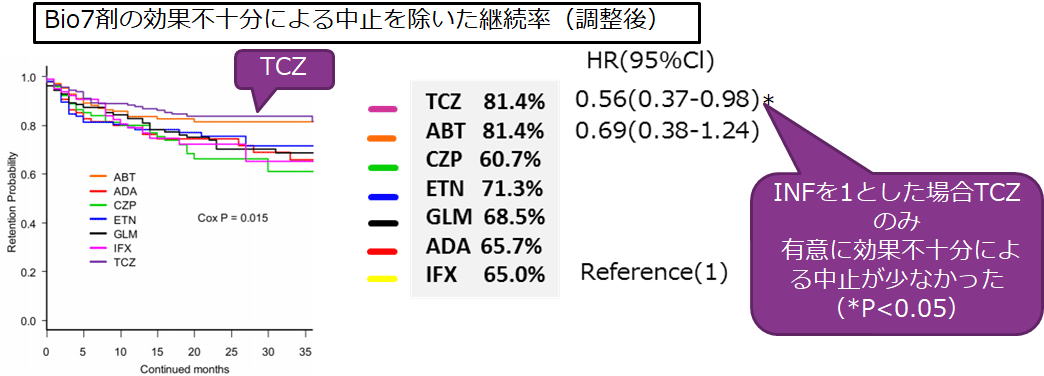 Bio7剤の効果不十分による中止を除いた継続率（調整後）
TCZ
HR(95%Cl)
TCZ 81.4% 0.56(0.37-0.98)*
ABT 81.4% 0.69(0.38-1.24)
CZP 60.7%
ETN 71.3%
GLM 68.5%
ADA 65.7%
IFX 65.0% Reference(1)
INFを1とした場合TCZ
のみ
有意に効果不十分によ
る中止が少なかった
（*P<0.05）
Retention Probability
1.0
0.8
0.6
0.4
0.2
0.0
ABT
ADA
CZP
ETN
GLM
IFX
TCZ
Cox P = 0.015
0 5 10 15 20 25 30 35
Continued months